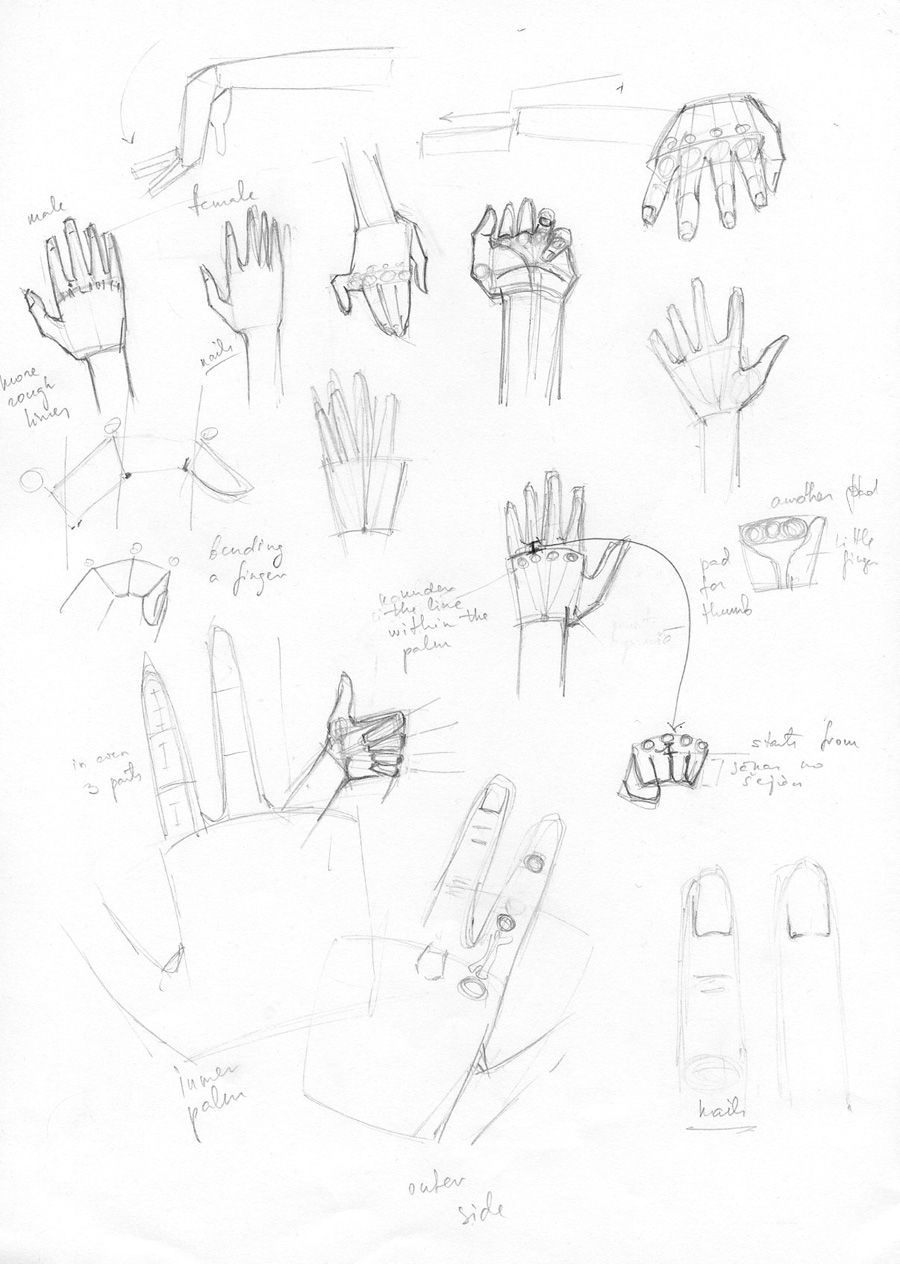 male
female
more
rough
lines
nails
bending
a finger
another pad
little
finger
pad
for
thumb
rounder
the line
within the
palm
in even
3 parts
starts from
inner
palm
nails
outer
side